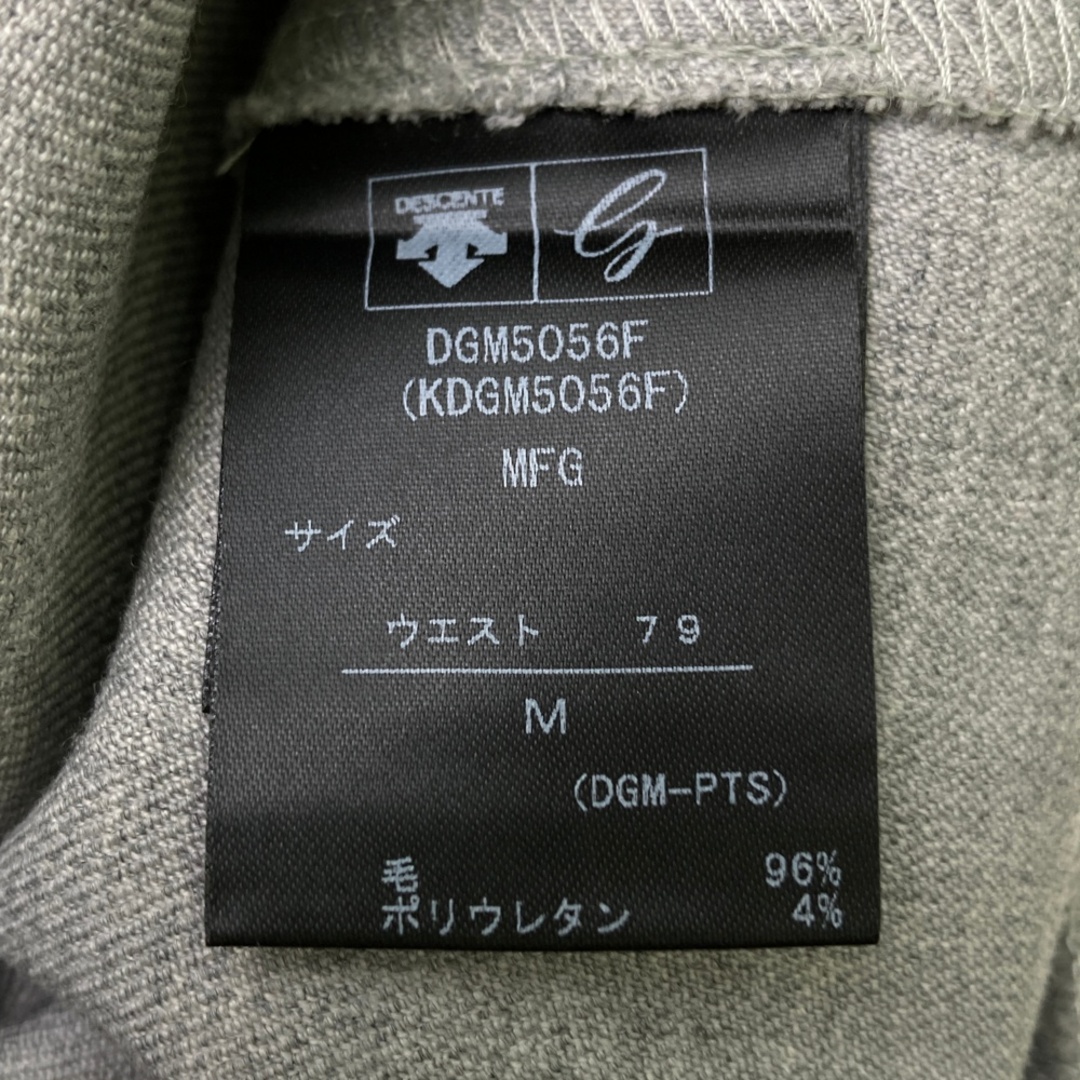 DESCENTE G
DGM5056F
(KDGM5056F)
MFG
サイズ
ウエスト 79
M
(DGM-PTS)
毛 96%
ポリウレタン 4%